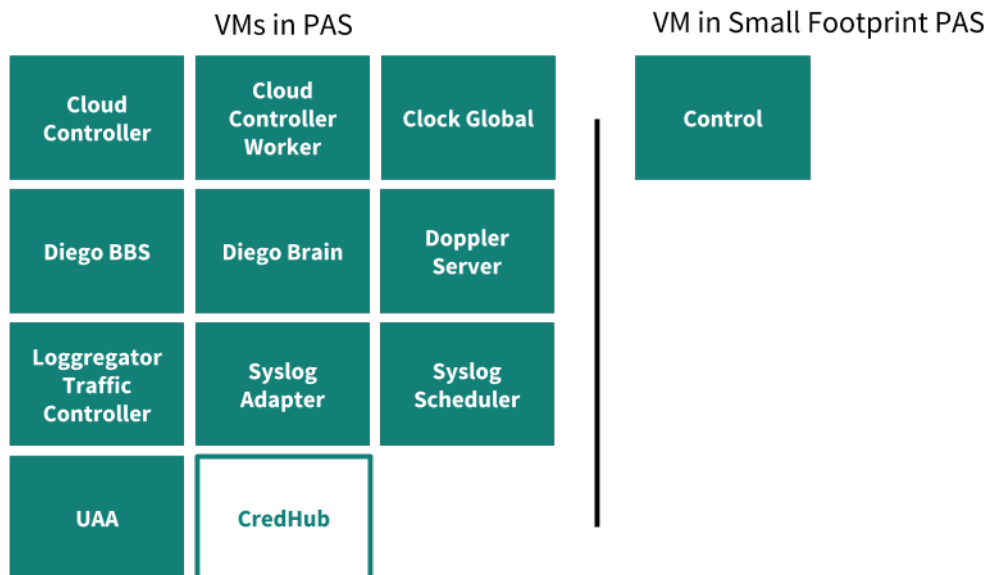 VMs in PAS
VM in Small Footprint PAS
Cloud
Controller
Cloud
Controller
Worker
Clock Global
Control
Diego BBS
Diego Brain
Doppler
Server
Loggregator
Traffic
Controller
Syslog
Adapter
Syslog
Scheduler
UAA
CredHub